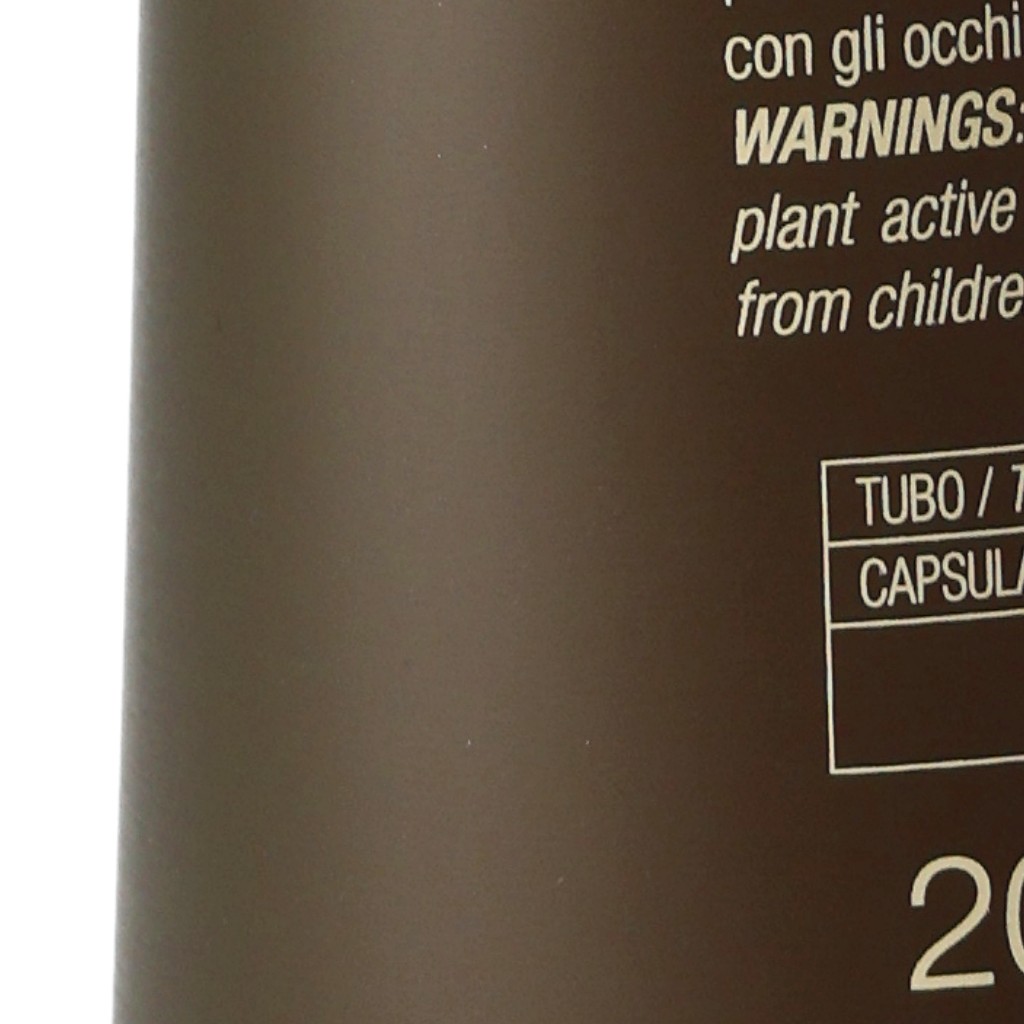 con gli occhi
WARNINGS:
plant active
from childre
TUBO /
CAPSULA
20